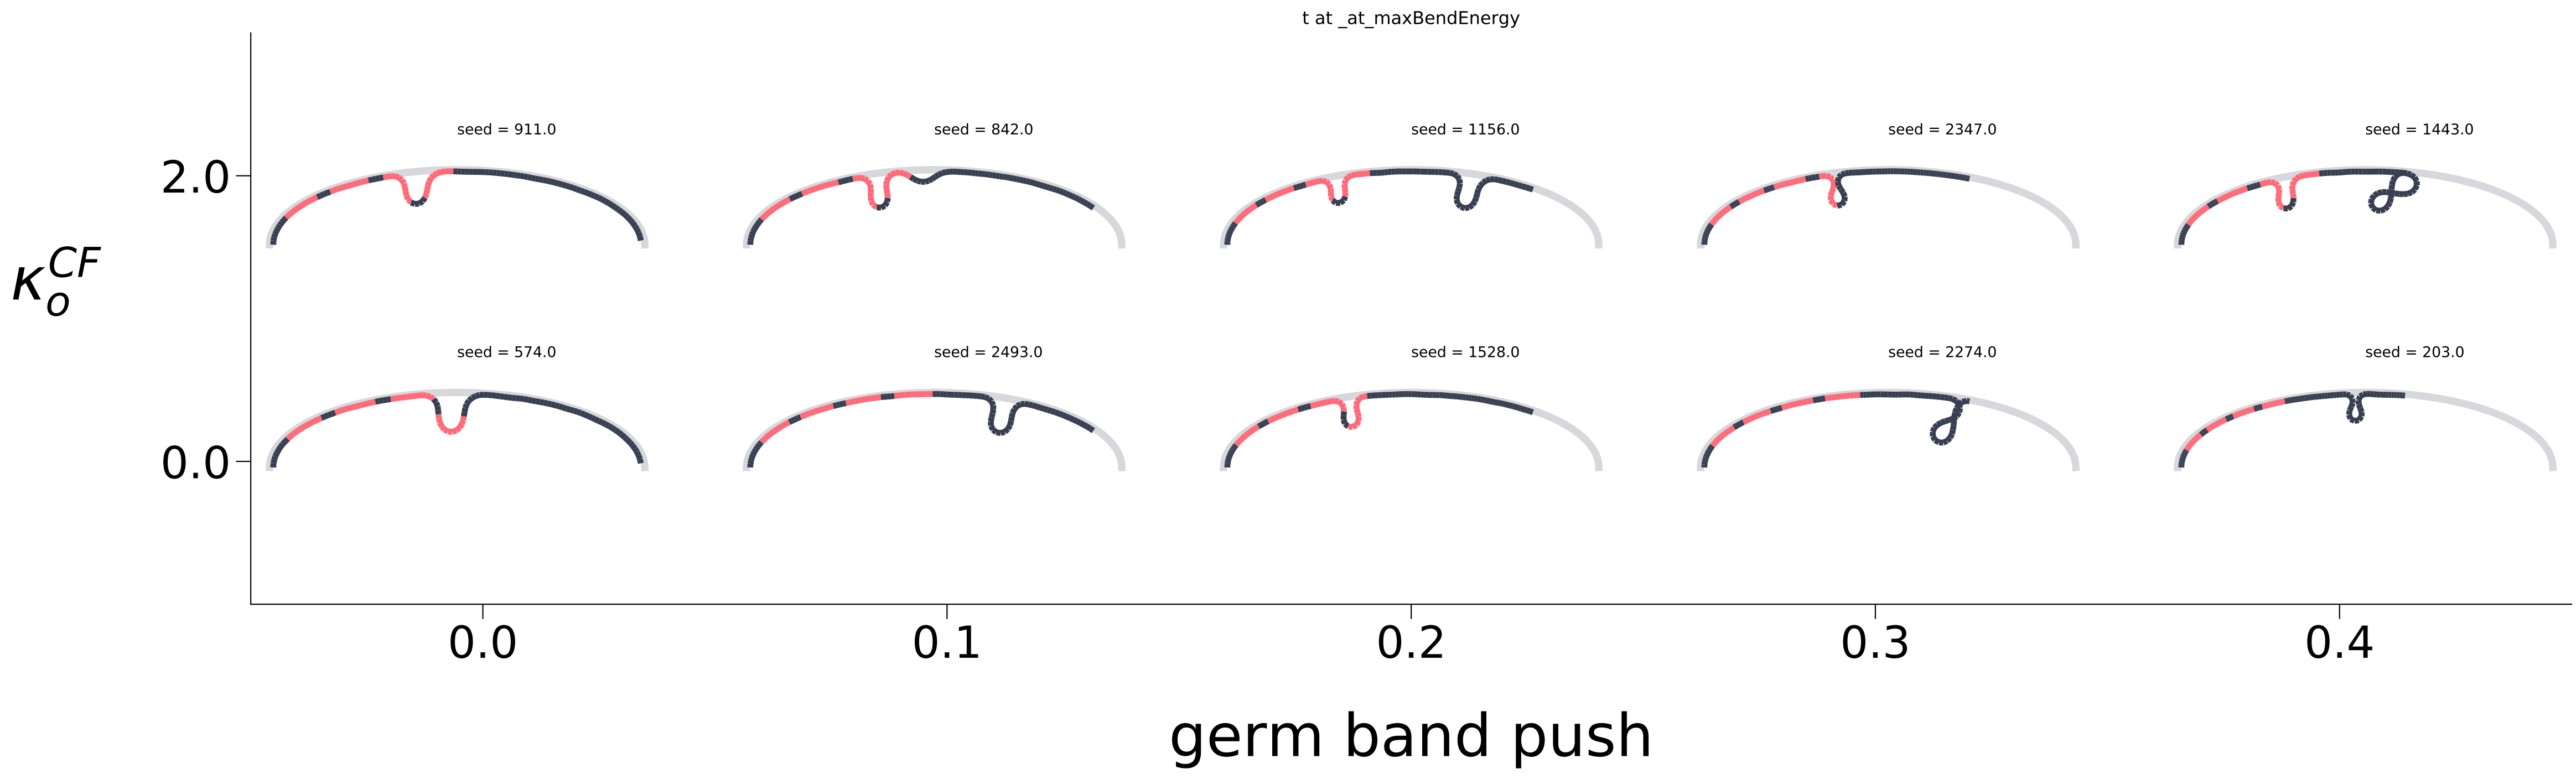 t at _at_maxBendEnergy
seed = 911.0 seed = 842.0 seed = 1156.0 seed = 2347.0 seed = 1443.0
2.0
κ_o^{CF}
seed = 574.0 seed = 2493.0 seed = 1528.0 seed = 2274.0 seed = 203.0
0.0
0.0 0.1 0.2 0.3 0.4
germ band push